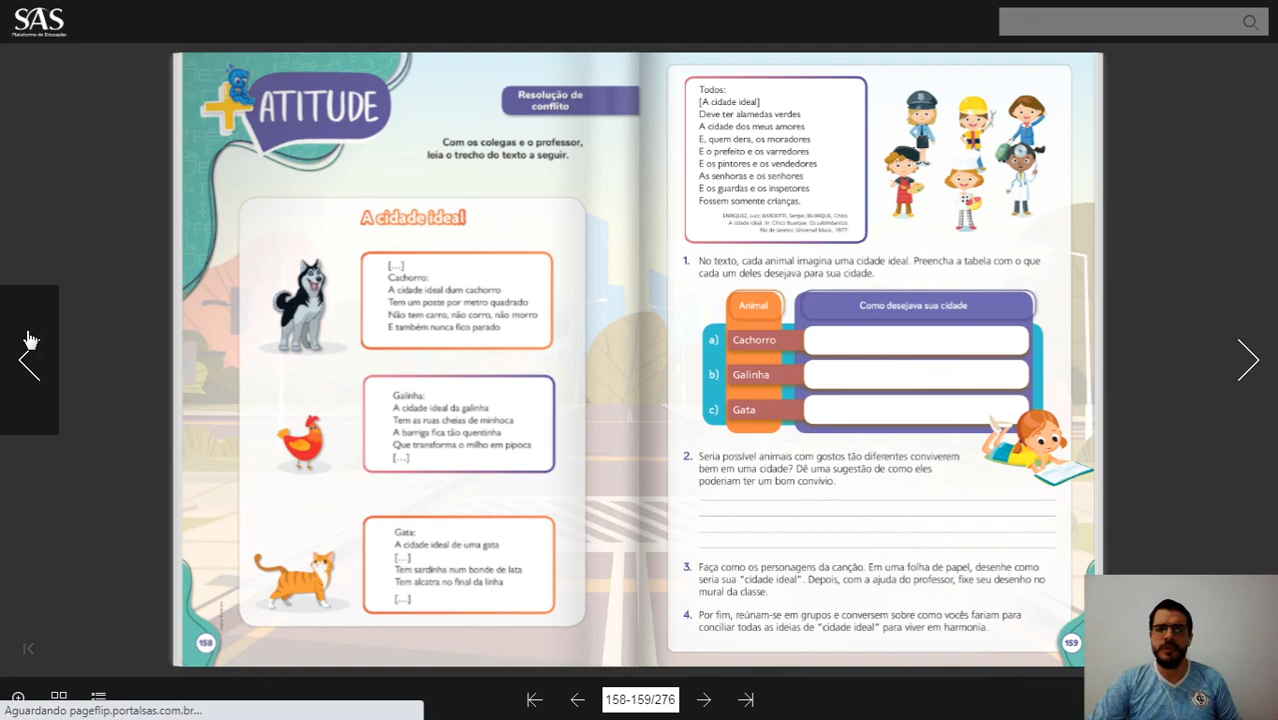 SAS
Plataforma de Educação
+ATITUDE
Resolução de
conflito
Com os colegas e o professor,
leia o trecho do texto a seguir.
A cidade ideal
[...]
Cachorro:
A cidade ideal dum cachorro
Tem um poste por metro quadrado
Não tem carro, não corro, não morro
E também nunca fico parado
Galinha:
A cidade ideal da galinha
Tem as ruas cheias de minhoca
A barriga fica tão quentinha
Que transforma o milho em pipoca
[...]
Gata:
A cidade ideal de uma gata
[...]
Tem sardinha num bonde de lata
Tem alcatra no final da linha
[...]
158
Todos:
[A cidade ideal]
Deve ter alamedas verdes
A cidade dos meus amores
E, quem dera, os moradores
E o prefeito e os varredores
E os pintores e os vendedores
As senhoras e os senhores
E os guardas e os inspetores
Fossem somente crianças.
ENRIQUEZ, Luiz; BARDOTTI, Sergio; BUARQUE, Chico.
A cidade ideal. In: Chico Buarque. Os saltimbancos.
Rio de Janeiro: Universal Music, 1977.
1. No texto, cada animal imagina uma cidade ideal. Preencha a tabela com o que
cada um deles desejava para sua cidade.
Animal Como desejava sua cidade
a) Cachorro
b) Galinha
c) Gata
2. Seria possível animais com gostos tão diferentes conviverem
bem em uma cidade? Dê uma sugestão de como eles
poderiam ter um bom convívio.
3. Faça como os personagens da canção. Em uma folha de papel, desenhe como
seria sua "cidade ideal". Depois, com a ajuda do professor, fixe seu desenho no
mural da classe.
4. Por fim, reúnam-se em grupos e conversem sobre como vocês fariam para
conciliar todas as ideias de "cidade ideal" para viver em harmonia.
159
158-159/276
Aguardando pageflip.portalsas.com.br...